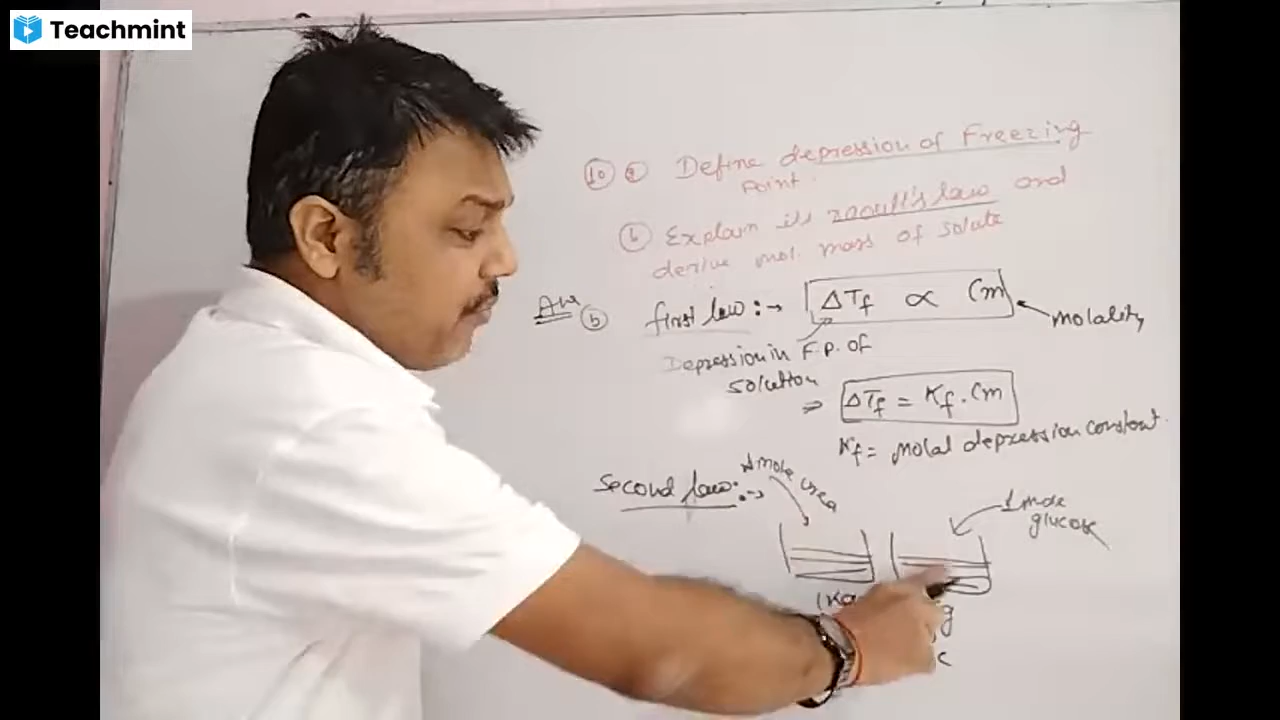 Teachmint
10 a Define depression of Freezing
Point.
b Explain its raoult's law and
derive mol. mass of solute
Ans b First law :→ ΔTf ∝ Cm
molality
Depression in F.P. of
solution
⇒ ΔTf = Kf . Cm
Kf = Molal depression constant.
Second law :→
1 mole urea
1 mole
glucose